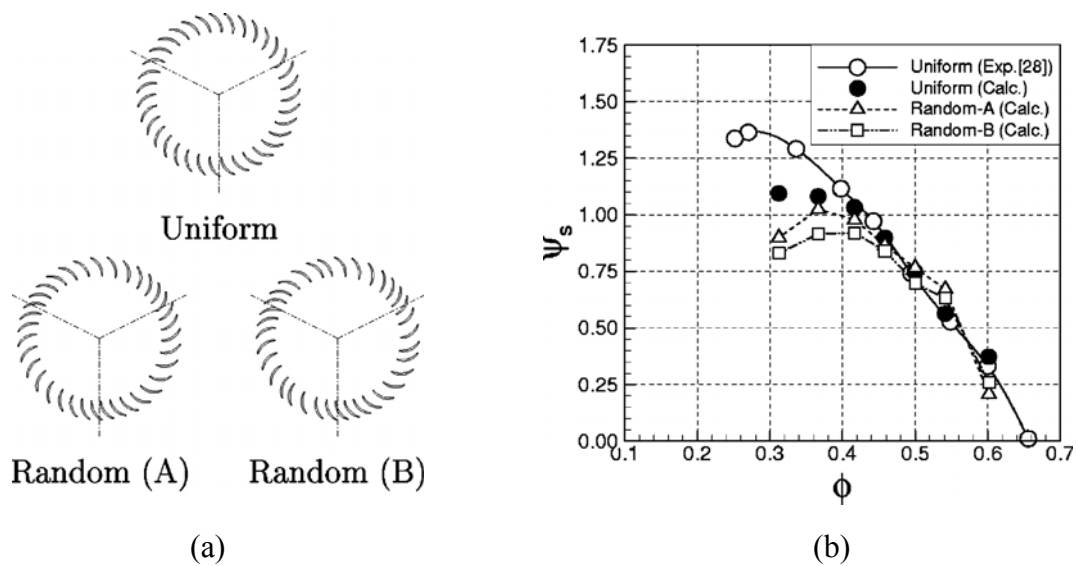 Uniform
Random (A)
Random (B)
(a)
1.75
1.50
1.25
1.00
0.75
0.50
0.25
0.00
ψs
Uniform (Exp.[28])
Uniform (Calc.)
Random-A (Calc.)
Random-B (Calc.)
0.1 0.2 0.3 0.4 0.5 0.6 0.7
ϕ
(b)